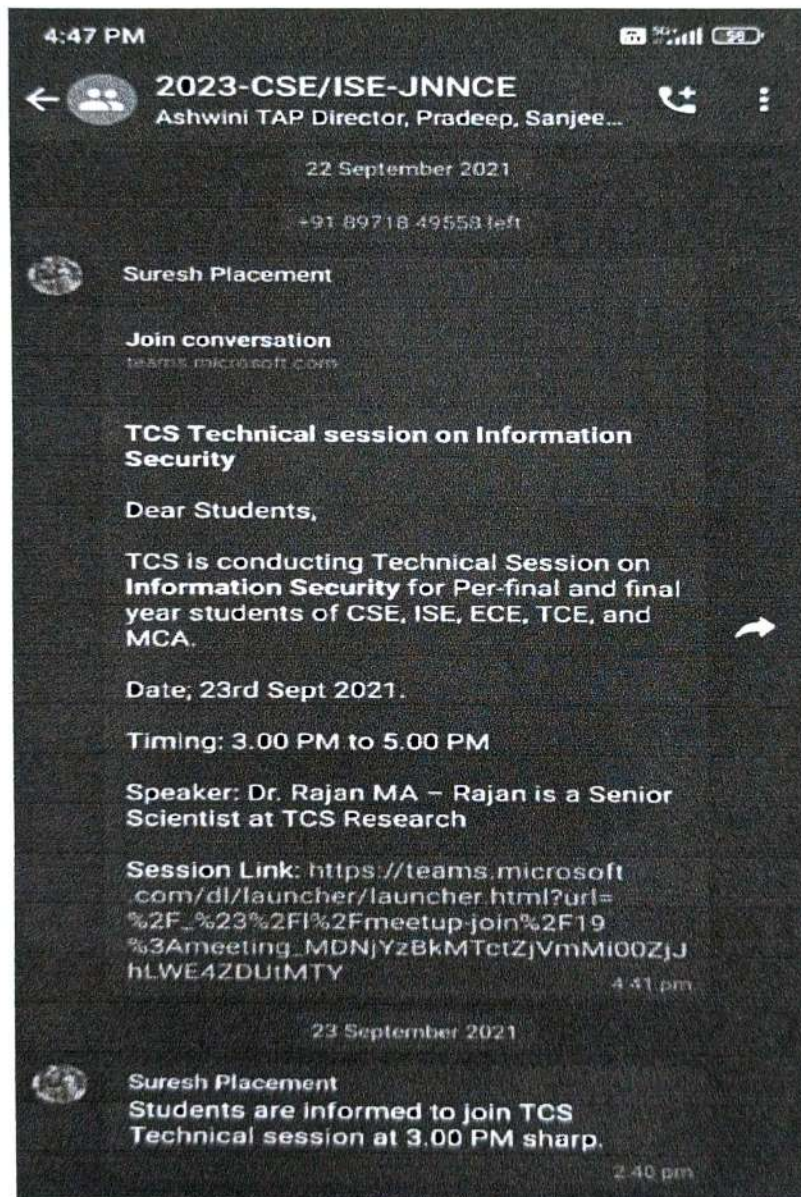 4:47 PM
5G
58
2023-CSE/ISE-JNNCE
Ashwini TAP Director, Pradeep, Sanjee...
22 September 2021
+91 89718 49558 left
Suresh Placement
Join conversation
teams.microsoft.com
TCS Technical session on Information
Security
Dear Students,
TCS is conducting Technical Session on
Information Security for Per-final and final
year students of CSE, ISE, ECE, TCE, and
MCA.
Date; 23rd Sept 2021.
Timing: 3.00 PM to 5.00 PM
Speaker: Dr. Rajan MA – Rajan is a Senior
Scientist at TCS Research
Session Link: https://teams.microsoft
.com/dl/launcher/launcher.html?url=
%2F_%23%2Fl%2Fmeetup-join%2F19
%3Ameeting_MDNjYzBkMTctZjVmMi00ZjJ
hLWE4ZDUtMTY
4:41 pm
23 September 2021
Suresh Placement
Students are informed to join TCS
Technical session at 3.00 PM sharp.
2:40 pm